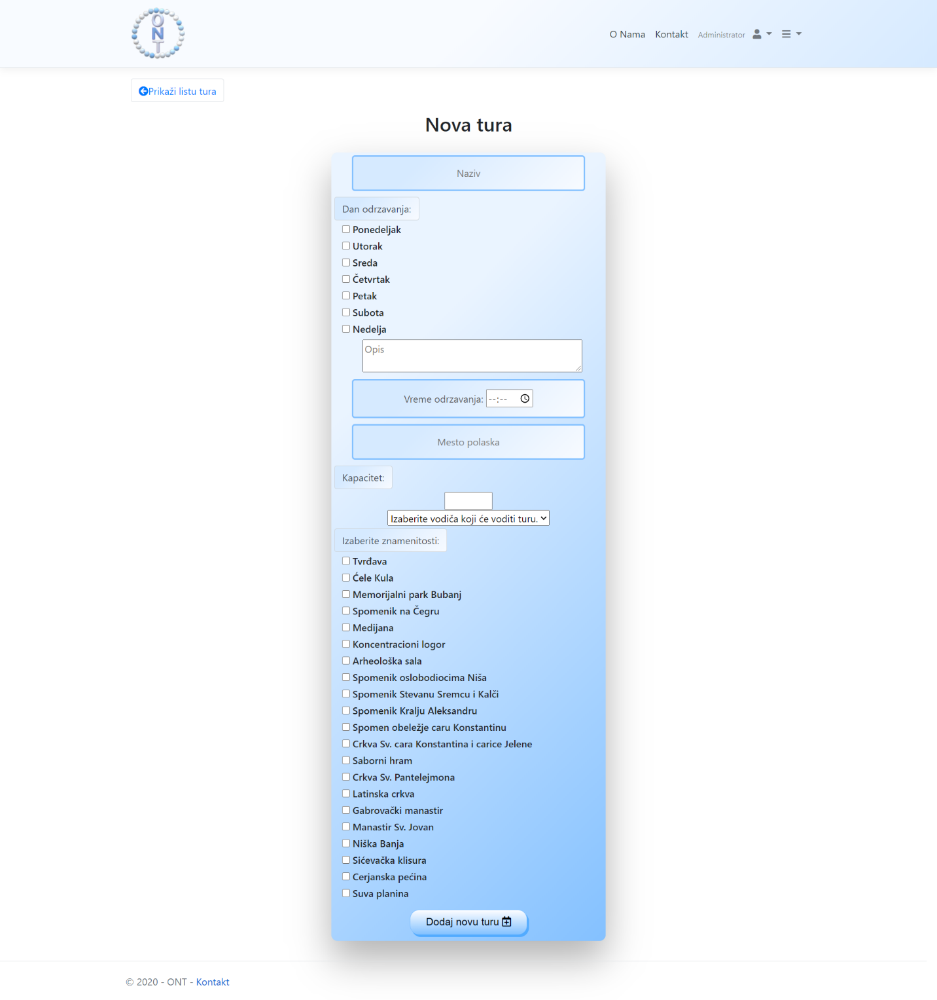 ONT
O Nama Kontakt Administrator
Prikaži listu tura
Nova tura
Naziv
Dan odrzavanja:
Ponedeljak
Utorak
Sreda
Četvrtak
Petak
Subota
Nedelja
Opis
Vreme odrzavanja: --:--
Mesto polaska
Kapacitet:
Izaberite vodiča koji će voditi turu.
Izaberite znamenitosti:
Tvrđava
Ćele Kula
Memorijalni park Bubanj
Spomenik na Čegru
Medijana
Koncentracioni logor
Arheološka sala
Spomenik oslobodiocima Niša
Spomenik Stevanu Sremcu i Kalči
Spomenik Kralju Aleksandru
Spomen obeležje caru Konstantinu
Crkva Sv. cara Konstantina i carice Jelene
Saborni hram
Crkva Sv. Pantelejmona
Latinska crkva
Gabrovački manastir
Manastir Sv. Jovan
Niška Banja
Sićevačka klisura
Cerjanska pećina
Suva planina
Dodaj novu turu
© 2020 - ONT - Kontakt